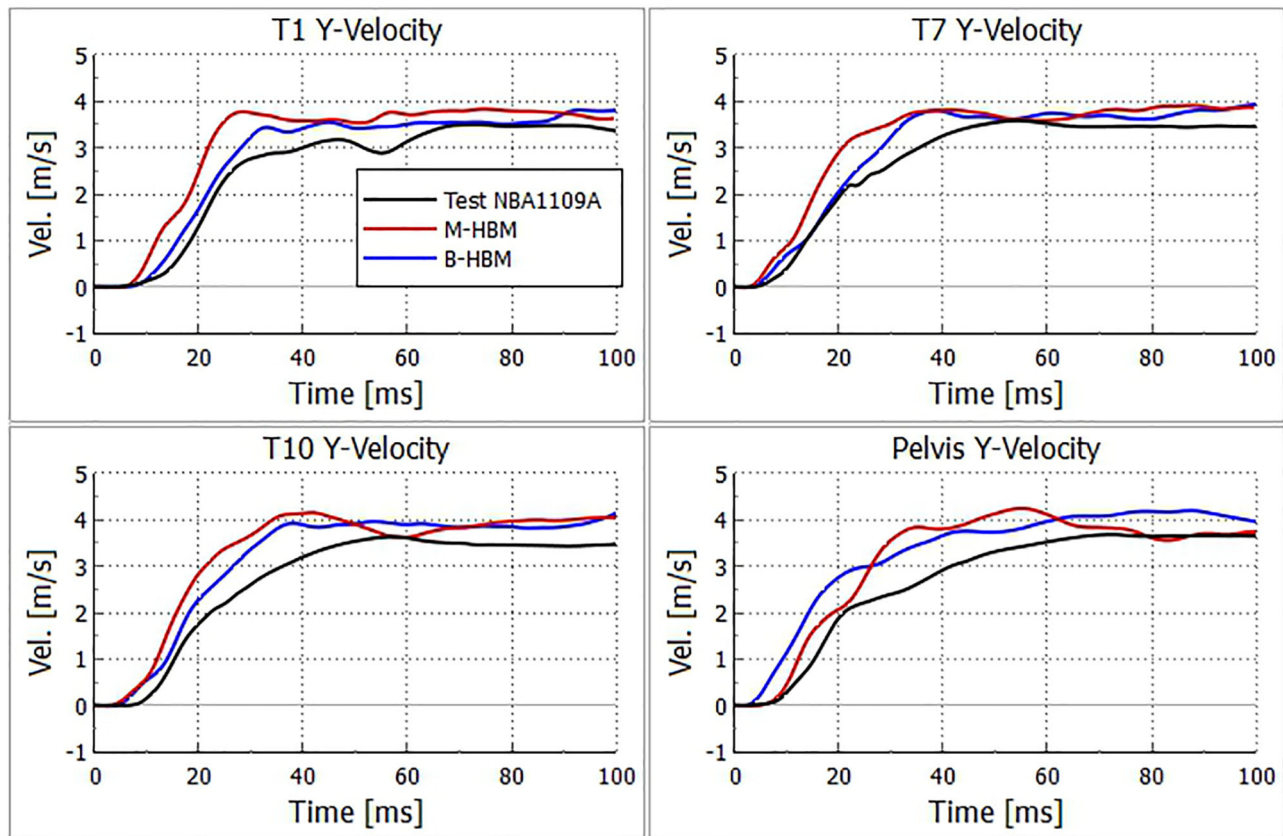 T1 Y-Velocity
5
4
3
2
1
0
-1
Vel. [m/s]
Test NBA1109A
M-HBM
B-HBM
0 20 40 60 80 100
Time [ms]
T7 Y-Velocity
5
4
3
2
1
0
-1
Vel. [m/s]
0 20 40 60 80 100
Time [ms]
T10 Y-Velocity
5
4
3
2
1
0
-1
Vel. [m/s]
0 20 40 60 80 100
Time [ms]
Pelvis Y-Velocity
5
4
3
2
1
0
-1
Vel. [m/s]
0 20 40 60 80 100
Time [ms]